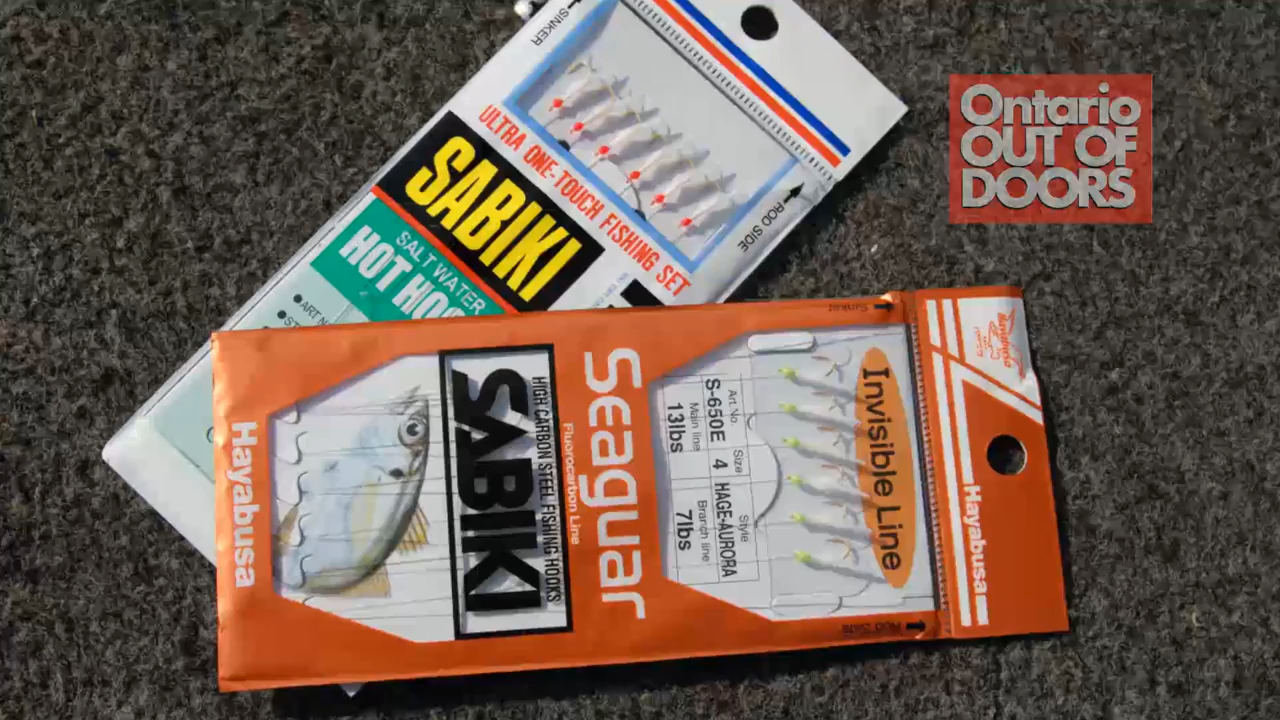 Ontario
OUT OF
DOORS
SINKER
ROD SIDE
ULTRA ONE-TOUCH FISHING SET
SABIKI
SALT WATER
HOT
Sinker
Rod Side
Invisible Line
Art No. Size Style
S-650E 4 HAGE-AURORA
Main line Branch line
13lbs 7lbs
Seaguar
Fluorocarbon Line
HIGH CARBON STEEL FISHING HOOKS
SABIKI
Hayabusa
Hayabusa